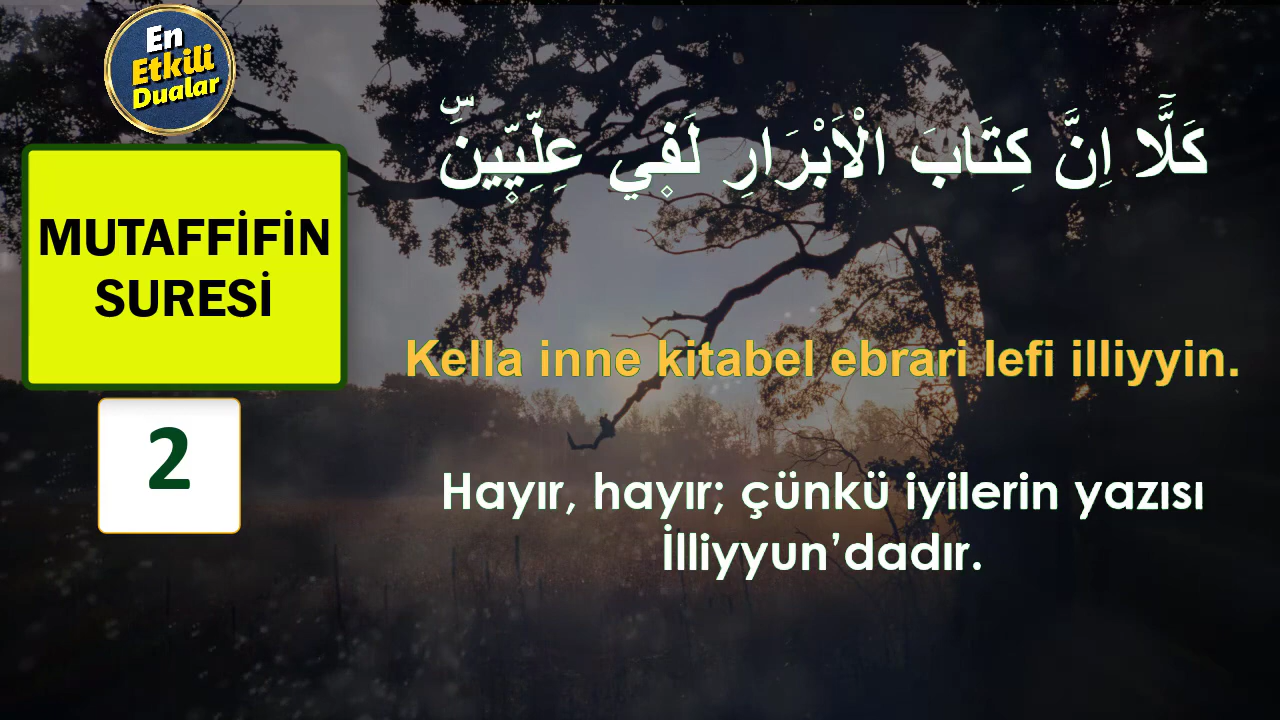 En
Etkili
Dualar
MUTAFFİFİN
SURESİ
2
كَلَّٓا اِنَّ كِتَابَ الْاَبْرَارِ لَف۪ي عِلِّيّ۪ينَۜ
Kella inne kitabel ebrari lefi illiyyin.
Hayır, hayır; çünkü iyilerin yazısı
İlliyyun’dadır.